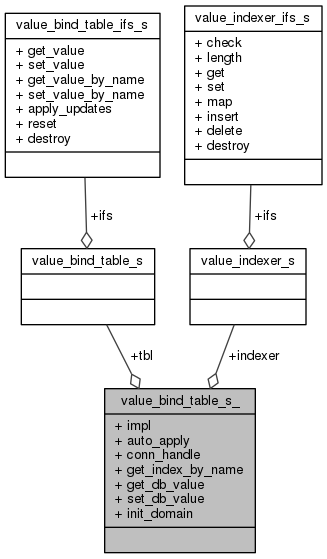 value_bind_table_ifs_s
+ get_value
+ set_value
+ get_value_by_name
+ set_value_by_name
+ apply_updates
+ reset
+ destroy
value_indexer_ifs_s
+ check
+ length
+ get
+ set
+ map
+ insert
+ delete
+ destroy
+ifs
+ifs
value_bind_table_s
value_indexer_s
+tbl
+indexer
value_bind_table_s_
+ impl
+ auto_apply
+ conn_handle
+ get_index_by_name
+ get_db_value
+ set_db_value
+ init_domain